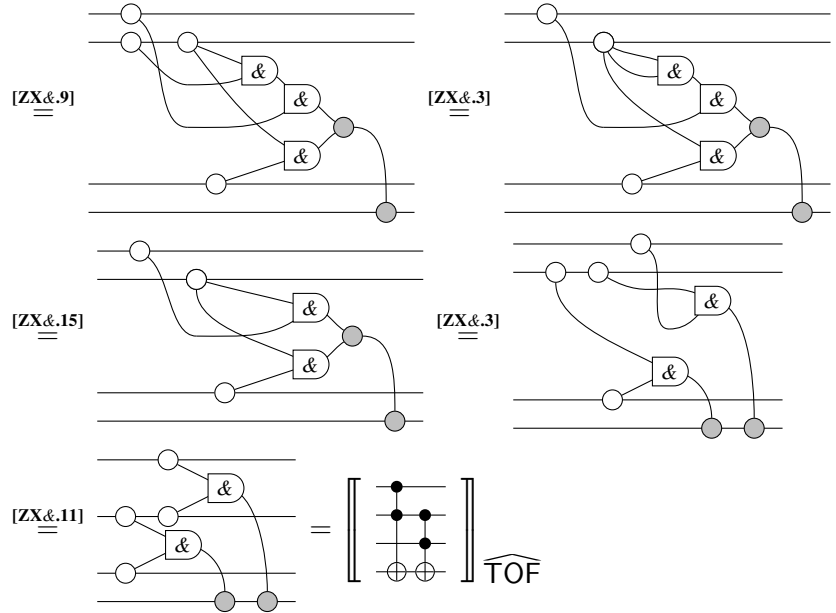 [ZX&.9] = & & & [ZX&.3] = & & &
[ZX&.15] = & & [ZX&.3] = & &
[ZX&.11] = & & = ⟦ ⟧ TOF̂